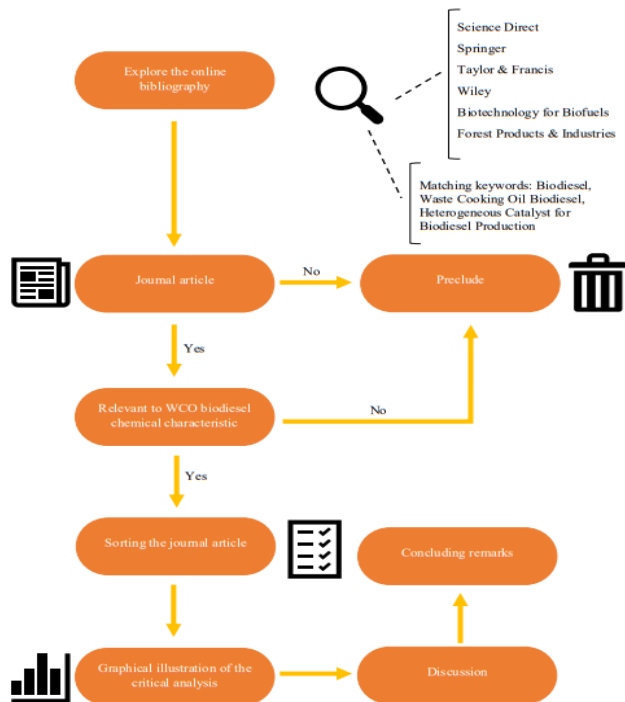 Explore the online
bibliography
Science Direct
Springer
Taylor & Francis
Wiley
Biotechnology for Biofuels
Forest Products & Industries
Matching keywords: Biodiesel,
Waste Cooking Oil Biodiesel,
Heterogeneous Catalyst for
Biodiesel Production
Journal article
No
Preclude
Yes
Relevant to WCO biodiesel
chemical characteristic
No
Yes
Sorting the journal article
Concluding remarks
Graphical illustration of the
critical analysis
Discussion